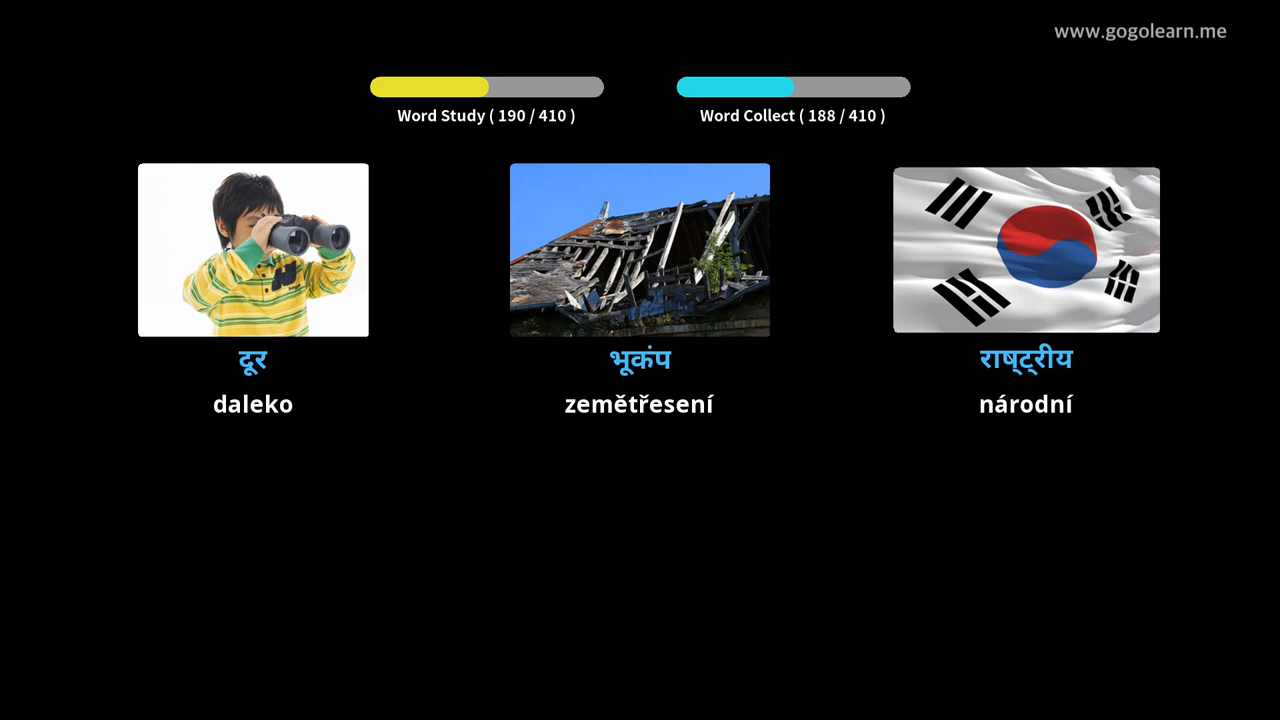 www.gogolearn.me
Word Study ( 190 / 410 )
Word Collect ( 188 / 410 )
दूर
भूकंप
राष्ट्रीय
daleko
zemětřesení
národní